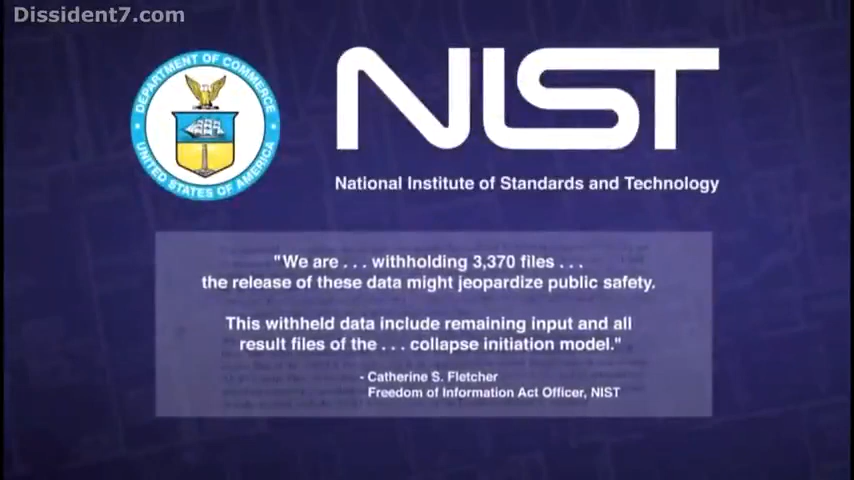 Dissident7.com
DEPARTMENT OF COMMERCE
UNITED STATES OF AMERICA
NIST
National Institute of Standards and Technology
"We are . . . withholding 3,370 files . . .
the release of these data might jeopardize public safety.
This withheld data include remaining input and all
result files of the . . . collapse initiation model."
- Catherine S. Fletcher
Freedom of Information Act Officer, NIST